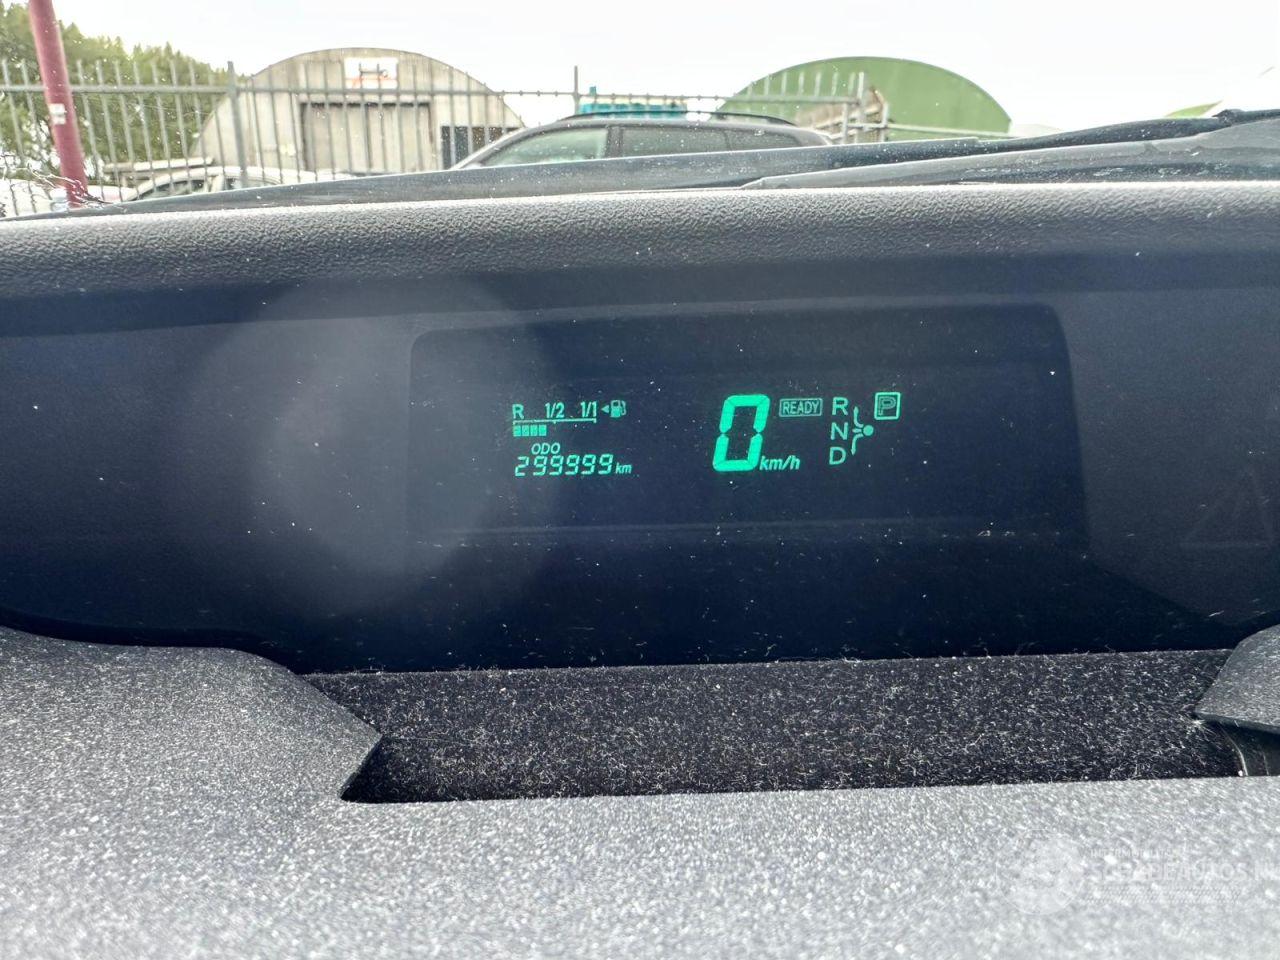 R 1/2 1/1
ODO
299999 km
0 km/h
READY
R
N
D
P